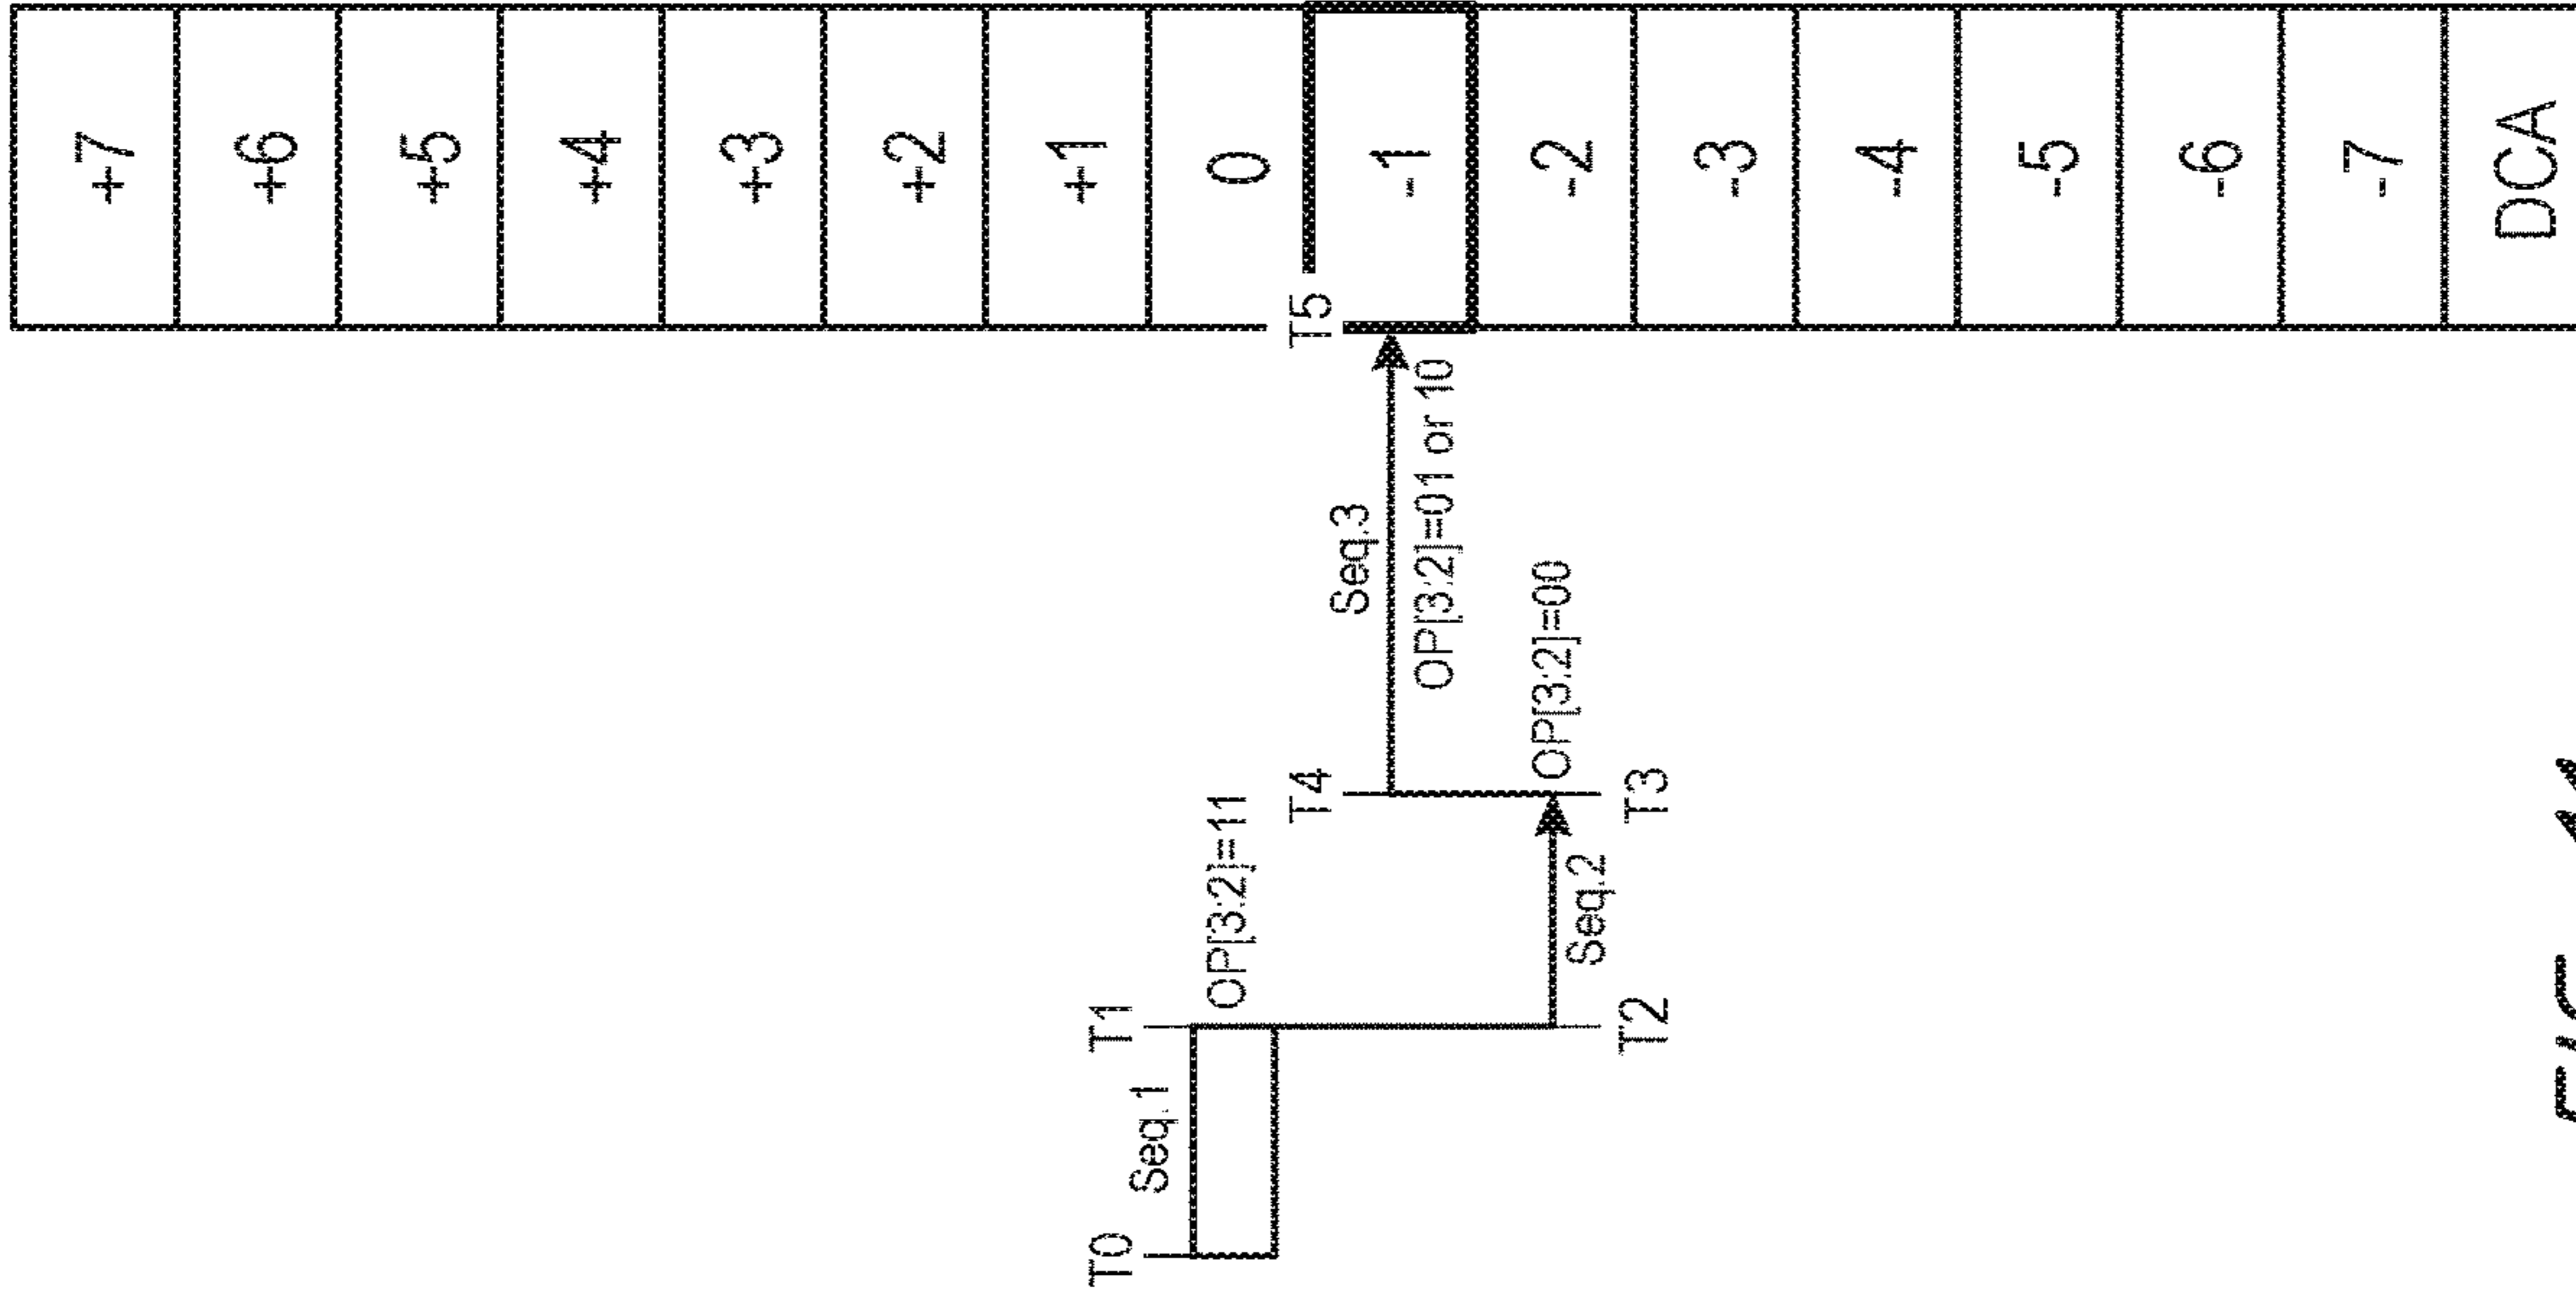 +7
+6
+5
+4
+3
+2
+1
0
-1
-2
-3
-4
-5
-6
-7
DCA
T0
T1
Seq.1
OP[3:2]=11
T4
T5
Seq.3
OP[3:2]=01 or 10
OP[3:2]=00
Seq.2
T2
T3